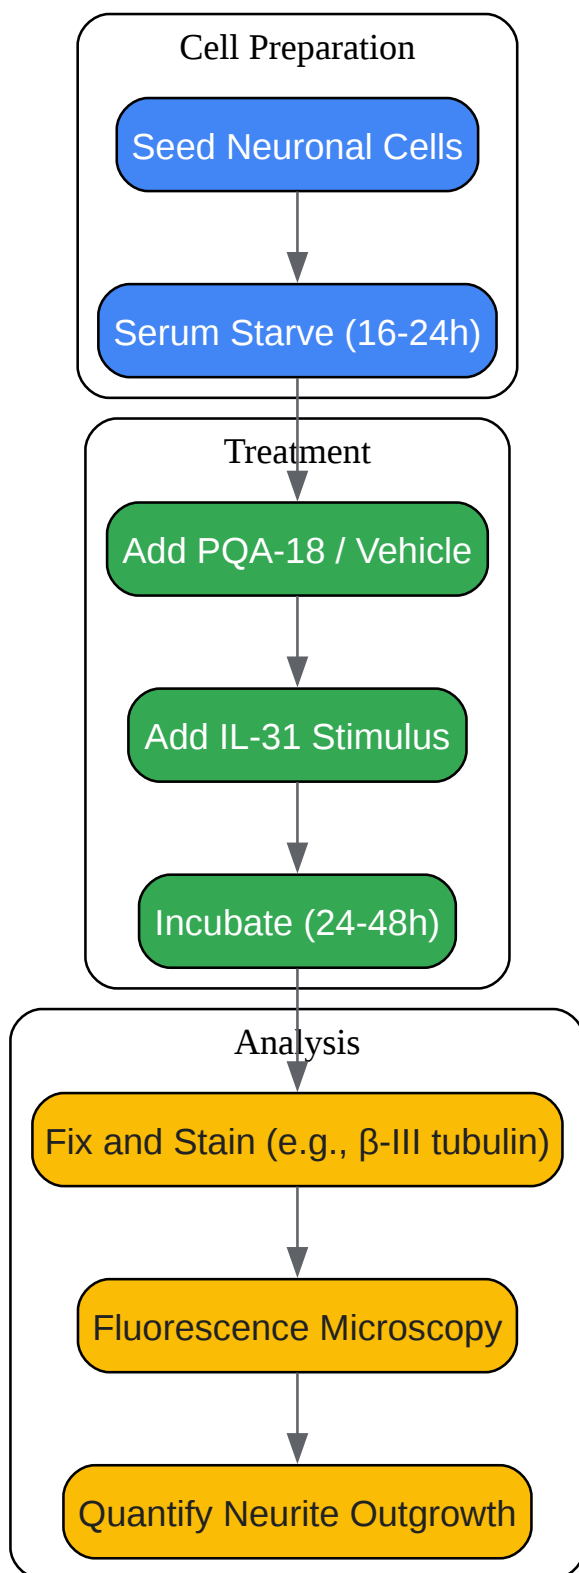 Cell Preparation
Seed Neuronal Cells
Serum Starve (16-24h)
Treatment
Add PQA-18 / Vehicle
Add IL-31 Stimulus
Incubate (24-48h)
Analysis
Fix and Stain (e.g., β-III tubulin)
Fluorescence Microscopy
Quantify Neurite Outgrowth